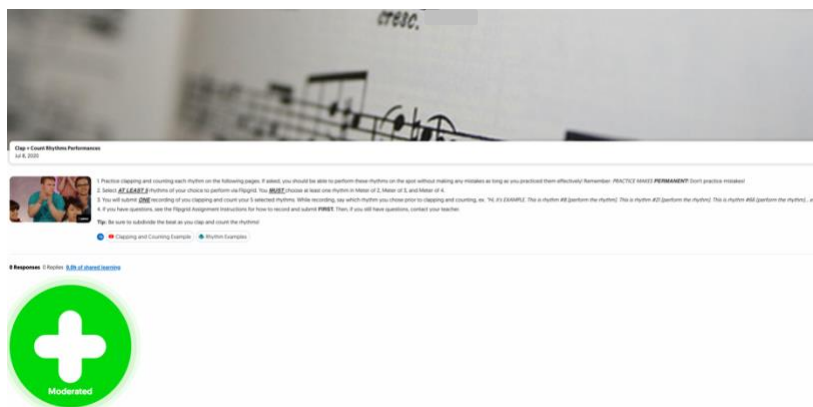 cresc.
Clap + Count Rhythms Performances
Jul 8, 2020
1. Practice clapping and counting each rhythm on the following pages. If asked, you should be able to perform these rhythms on the spot without making any mistakes as long as you practiced them effectively! Remember: PRACTICE MAKES PERMANENT! Don't practice mistakes!
2. Select AT LEAST 5 rhythms of your choice to perform via Flipgrid. You MUST choose at least one rhythm in Meter of 2, Meter of 3, and Meter of 4.
3. You will submit ONE recording of you clapping and count your 5 selected rhythms. While recording, say which rhythm you chose prior to clapping and counting, ex. "Hi, it's EXAMPLE. This is rhythm #8 (perform the rhythm). This is rhythm #21 (perform the rhythm). This is rhythm (perform the rhythm)
4. If you have questions, see the Flipgrid Assignment Instructions for how to record and submit FIRST. Then, if you still have questions, contact your teacher.
Tip: Be sure to subdivide the beat as you clap and count the rhythms!
Clapping and Counting Example
Rhythm Examples
0 Responses 0 Replies of shared learning
Moderated